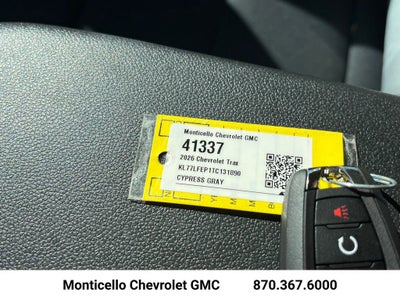 Monticello Chevrolet GMC
41337
2026 Chevrolet Trax
KL77LFEP1TC131890
CYPRESS GRAY
Monticello Chevrolet GMC 870.367.6000